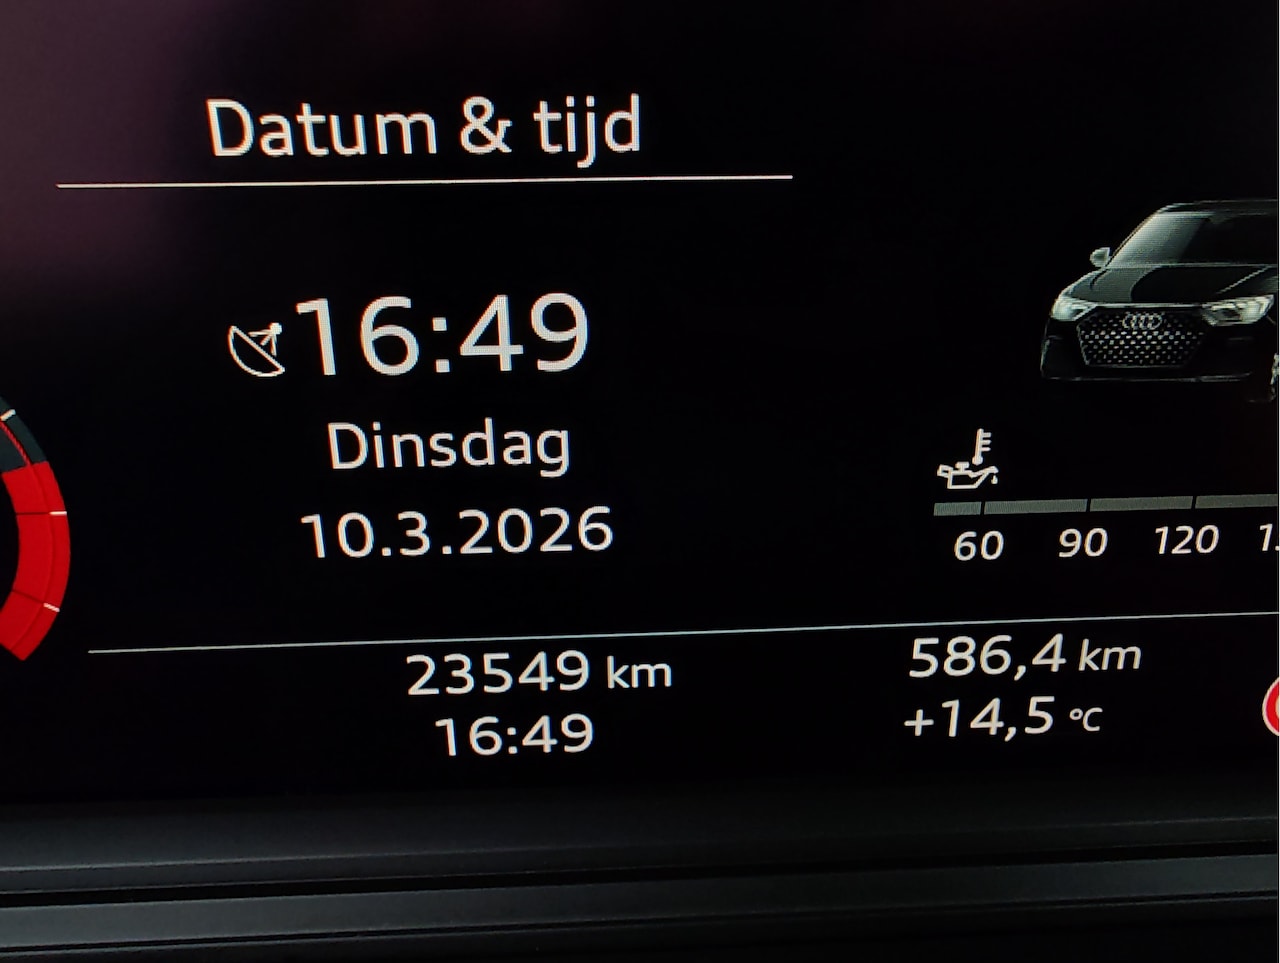 Datum & tijd
16:49
Dinsdag
10.3.2026
60 90 120
23549 km
16:49
586,4 km
+14,5 °C